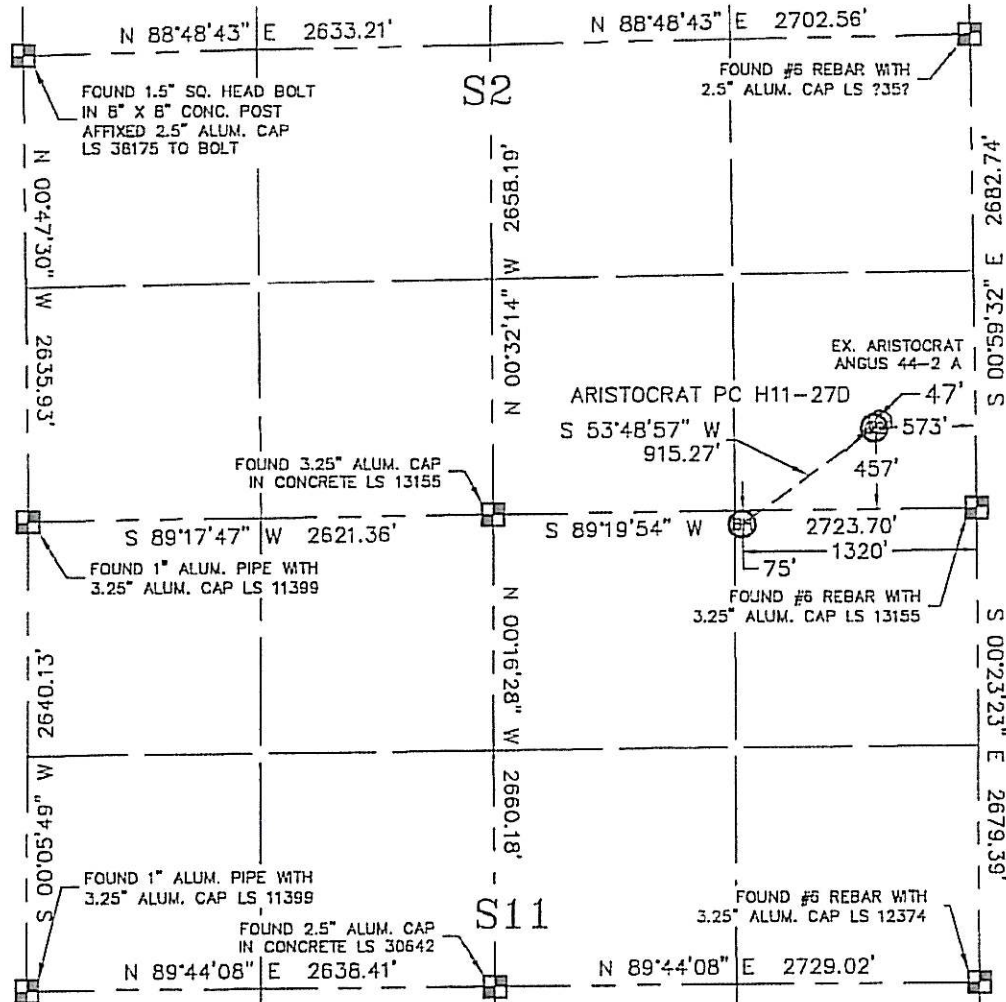 N 88°48'43" E 2633.21'
N 88°48'43" E 2702.56'
FOUND 1.5" SQ. HEAD BOLT
IN 8" X 8" CONC. POST
AFFIXED 2.5" ALUM. CAP
LS 38175 TO BOLT
S2
FOUND #6 REBAR WITH
2.5" ALUM. CAP LS ?35?
N 00°47'30" W 2635.93'
N 00°32'14" W 2658.19'
S 00°59'32" E 2682.74'
EX. ARISTOCRAT
ANGUS 44-2 A
ARISTOCRAT PC H11-27D
47'
573'
S 53°48'57" W
915.27'
457'
FOUND 3.25" ALUM. CAP
IN CONCRETE LS 13155
S 89°17'47" W 2621.36'
S 89°19'54" W
BH
2723.70'
1320'
75'
FOUND 1" ALUM. PIPE WITH
3.25" ALUM. CAP LS 11399
FOUND #6 REBAR WITH
3.25" ALUM. CAP LS 13155
S 00°05'49" W 2640.13'
N 00°16'28" W 2660.18'
S 00°23'23" E 2679.39'
FOUND 1" ALUM. PIPE WITH
3.25" ALUM. CAP LS 11399
S11
FOUND 2.5" ALUM. CAP
IN CONCRETE LS 30642
FOUND #6 REBAR WITH
3.25" ALUM. CAP LS 12374
N 89°44'08" E 2638.41'
N 89°44'08" E 2729.02'